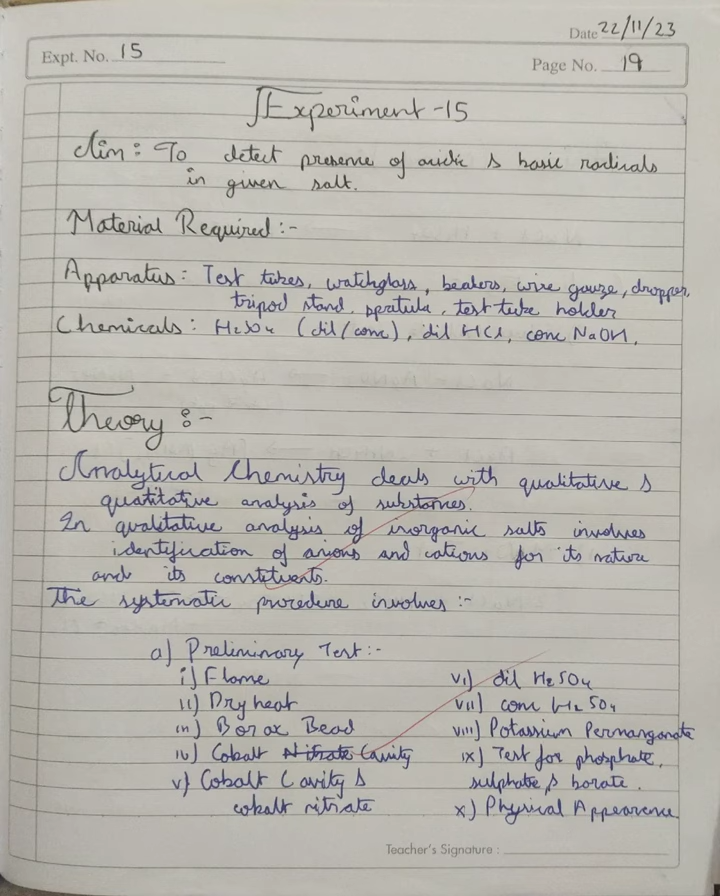 Date 22/11/23
Expt. No. 15
Page No. 19
Experiment -15
Aim : To detect presence of acidic & basic radicals
in given salt.
Material Required :-
Apparatus : Test tubes, watchglass, beakers, wire gauze, dropper,
tripod stand, spatula, test-tube holder
Chemicals : H2SO4 (dil/conc), dil HCl, conc NaOH,
Theory :-
Analytical Chemistry deals with qualitative &
quantitative analysis of substances.
In qualitative analysis of inorganic salts involves
identification of anions and cations for its nature
and its constituents.
The systematic procedure involves :-
a) Preliminary Test :-
i) Flame
ii) Dry heat
iii) Borax Bead
iv) Cobalt Nitrate Cavity
v) Cobalt Cavity &
cobalt nitrate
vi) dil H2SO4
vii) conc H2SO4
viii) Potassium Permanganate
ix) Test for phosphate,
sulphate, & borate.
x) Physical Appearence.
Teacher's Signature :